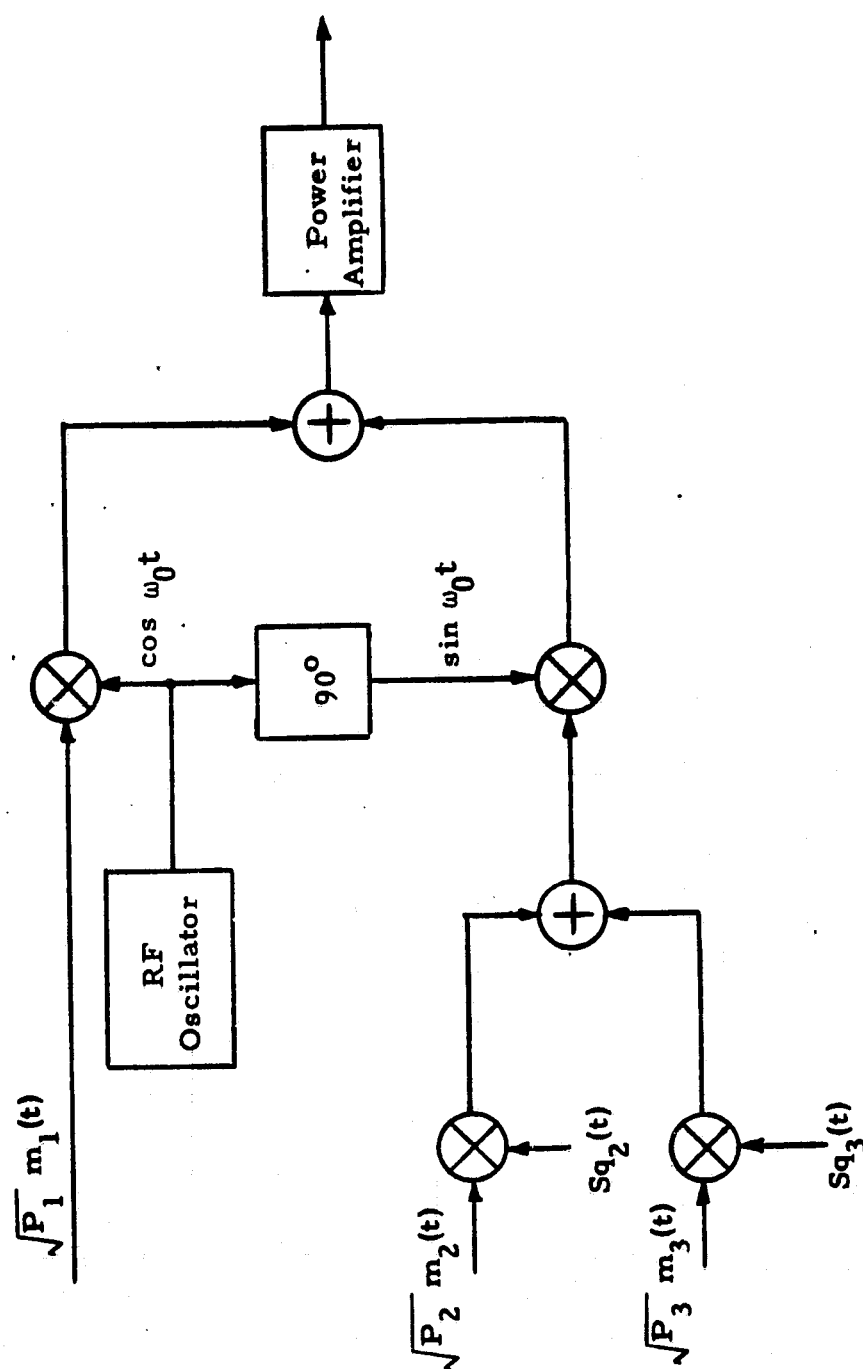 √P₁ m₁(t)
RF
Oscillator
cos ω₀t
90°
sin ω₀t
Power
Amplifier
√P₂ m₂(t)
Sq₂(t)
√P₃ m₃(t)
Sq₃(t)